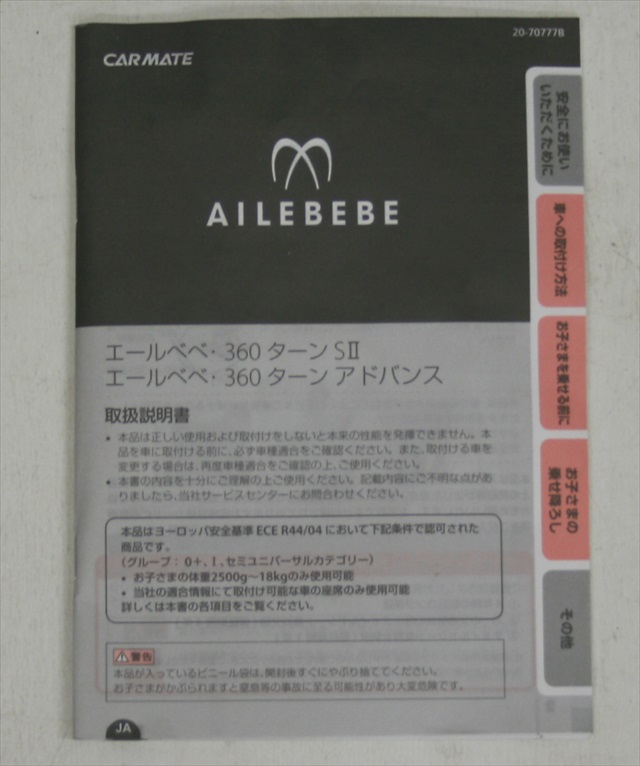 20-70777B
CARMATE
AILEBEBE
エールベベ・360 ターン SⅡ
エールベベ・360 ターン アドバンス
取扱説明書
• 本品は正しい使用および取付けをしないと本来の性能を発揮できません。本
品を車に取付ける前に、必ず車種適合をご確認ください。また、取付ける車を
変更する場合は、再度車種適合をご確認の上、ご使用ください。
• 本書の内容を十分にご理解の上ご使用ください。記載内容にご不明な点があ
りましたら、当社サービスセンターにお問合わせください。
本品はヨーロッパ安全基準 ECE R44/04 において下記条件で認可された
商品です。
（グループ： 0＋、Ⅰ、セミユニバーサルカテゴリー）
• お子さまの体重2500g～18kgのみ使用可能
• 当社の適合情報にて取付け可能な車の座席のみ使用可能
詳しくは本書の各項目をご覧ください。
警告
本品が入っているビニール袋は、開封後すぐにやぶり捨ててください。
お子さまがかぶられますと窒息等の事故に至る可能性があり大変危険です。
JA
安全にお使い
いただくために
車への取付け方法
お子さまを乗せる前に
お子さまの
乗せ降ろし
その他